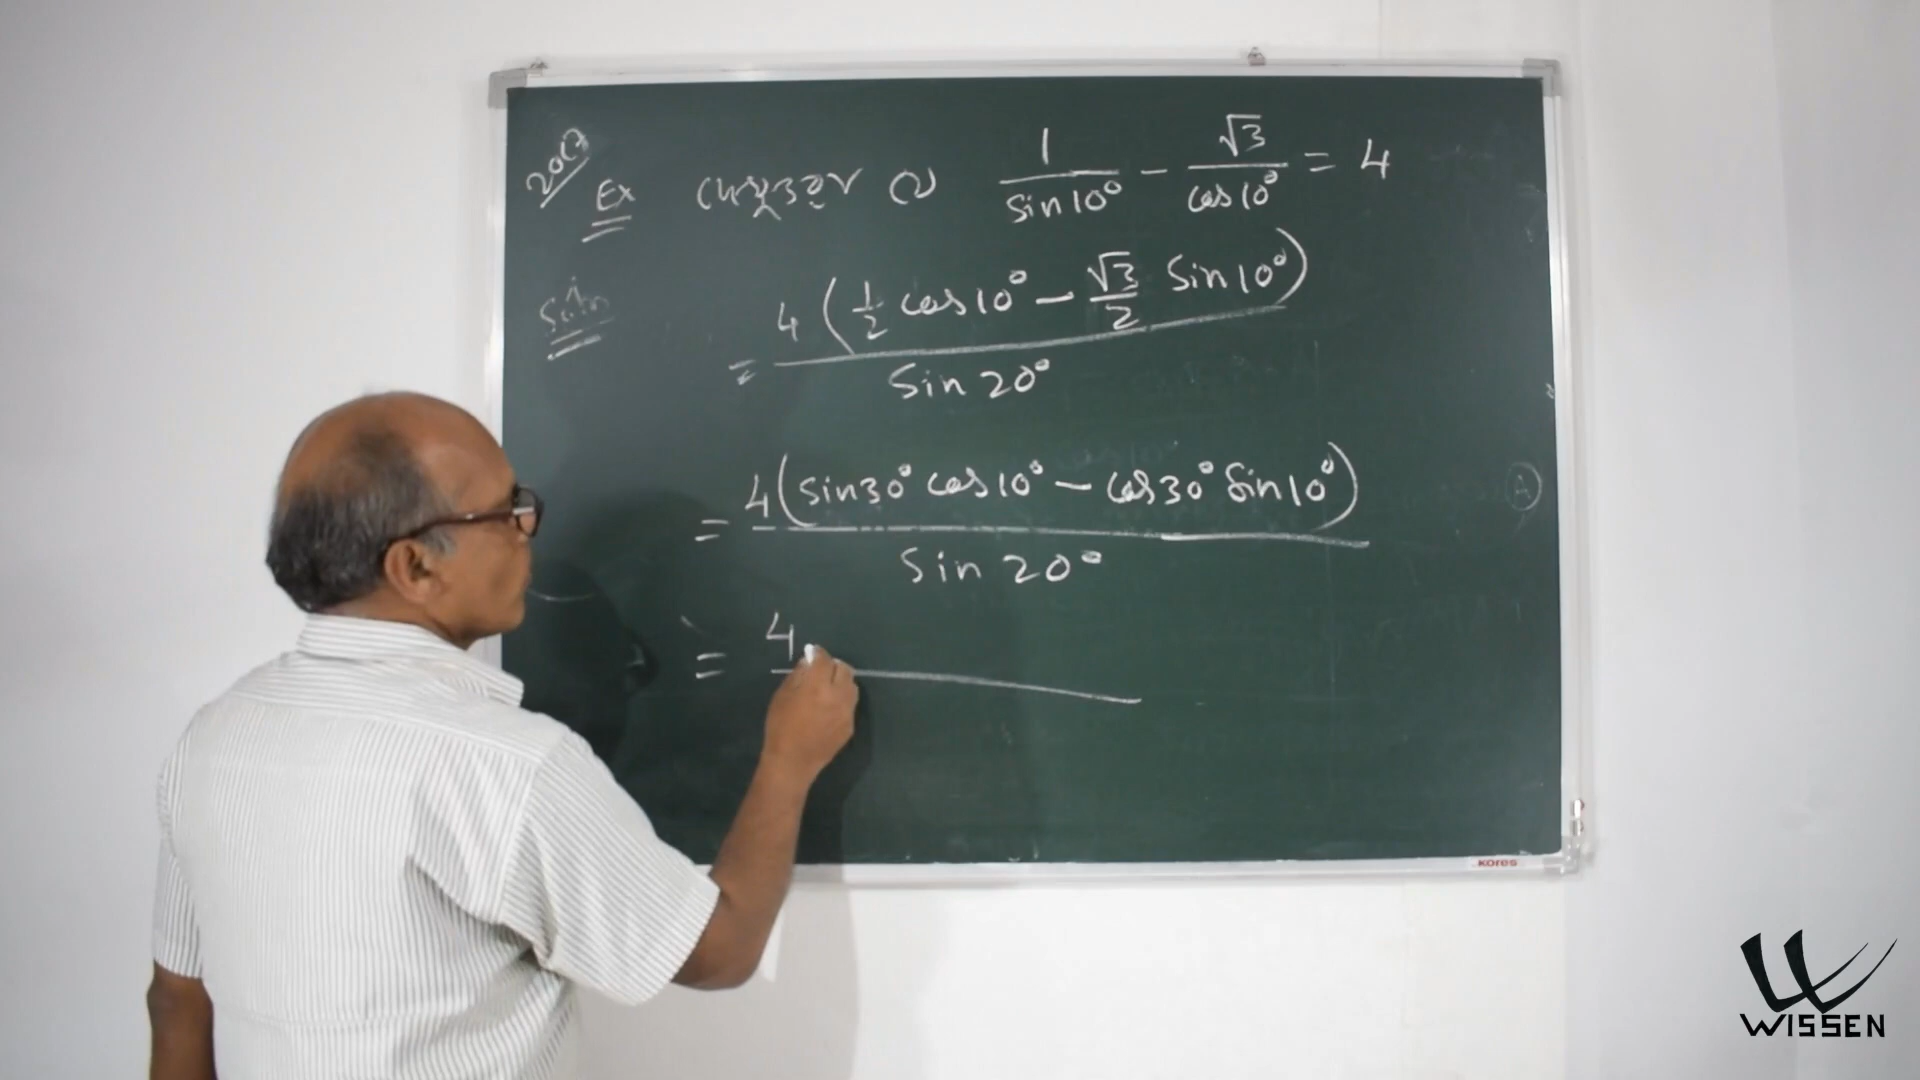 2017
Ex 1/sin10° - √3/cos10° = 4
Soln
= 4(1/2 cos10° - √3/2 Sin10°) / Sin20°
= 4(sin30° cos10° - cos30° Sin10°) / Sin20°
= 4
kores
WISSEN